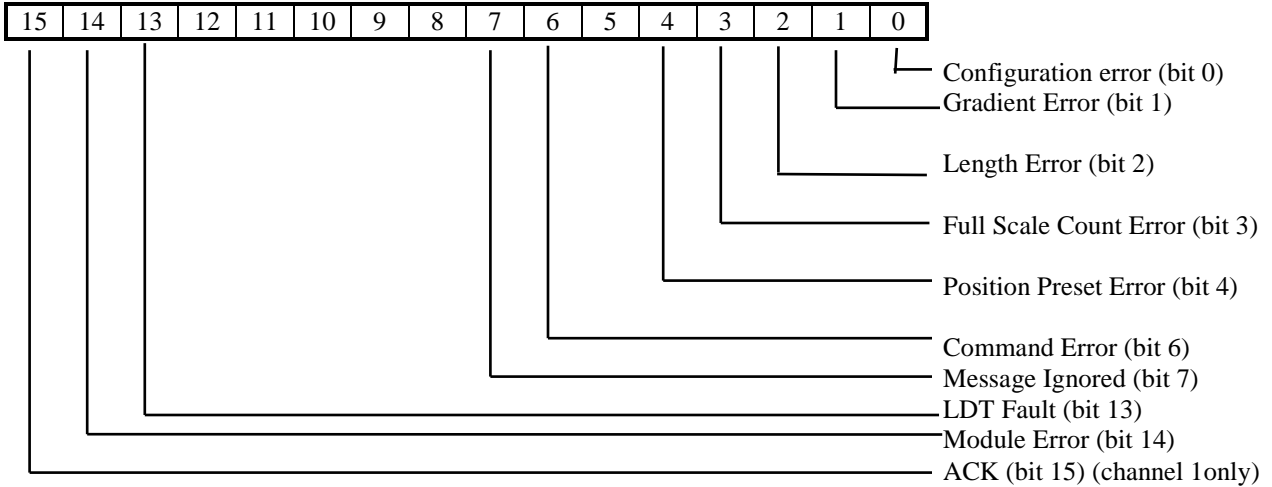 15 14 13 12 11 10 9 8 7 6 5 4 3 2 1 0
Configuration error (bit 0)
Gradient Error (bit 1)
Length Error (bit 2)
Full Scale Count Error (bit 3)
Position Preset Error (bit 4)
Command Error (bit 6)
Message Ignored (bit 7)
LDT Fault (bit 13)
Module Error (bit 14)
ACK (bit 15) (channel 1only)